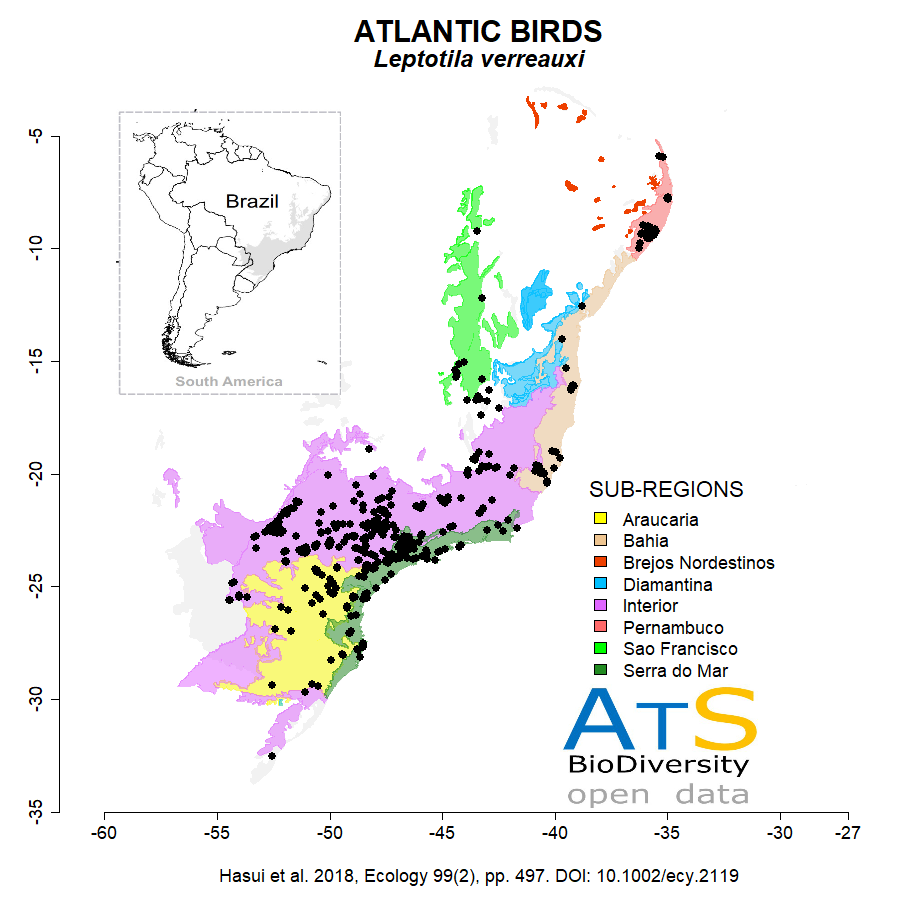 ATLANTIC BIRDS
Leptotila verreauxi
Brazil
South America
-5
-10
-15
-20
-25
-30
-35
-60
-55
-50
-45
-40
-35
-30
-27
SUB-REGIONS
Araucaria
Bahia
Brejos Nordestinos
Diamantina
Interior
Pernambuco
Sao Francisco
Serra do Mar
ATS
BioDiversity
open data
Hasui et al. 2018, Ecology 99(2), pp. 497. DOI: 10.1002/ecy.2119